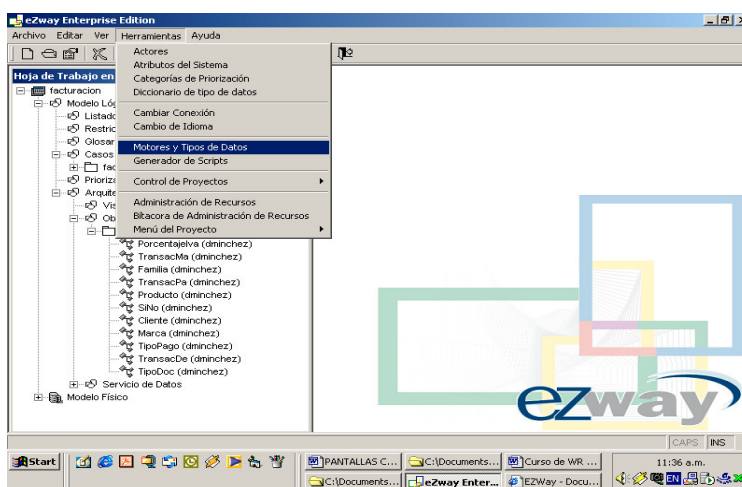 eZway Enterprise Edition
Archivo Editar Ver Herramientas Ayuda
Actores
Atributos del Sistema
Categorías de Priorización
Diccionario de tipo de datos
Cambiar Conexión
Cambio de Idioma
Motores y Tipos de Datos
Generador de Scripts
Control de Proyectos
Administración de Recursos
Bitacora de Administración de Recursos
Menú del Proyecto
Hoja de Trabajo en
facturacion
Modelo Lóg
Listado
Restric
Glosar
Casos
fac
Prioriza
Arquite
Vis
Ob
PorcentajeIva (dminchez)
TransacMa (dminchez)
Familia (dminchez)
TransacPa (dminchez)
Producto (dminchez)
SiNo (dminchez)
Cliente (dminchez)
Marca (dminchez)
TipoPago (dminchez)
TransacDe (dminchez)
TipoDoc (dminchez)
Servicio de Datos
Modelo Físico
ezway
CAPS INS
Start
PANTALLAS C...
C:\Documents...
Curso de WR ...
C:\Documents...
eZway Enter...
EZWay - Docu...
EN
11:36 a.m.